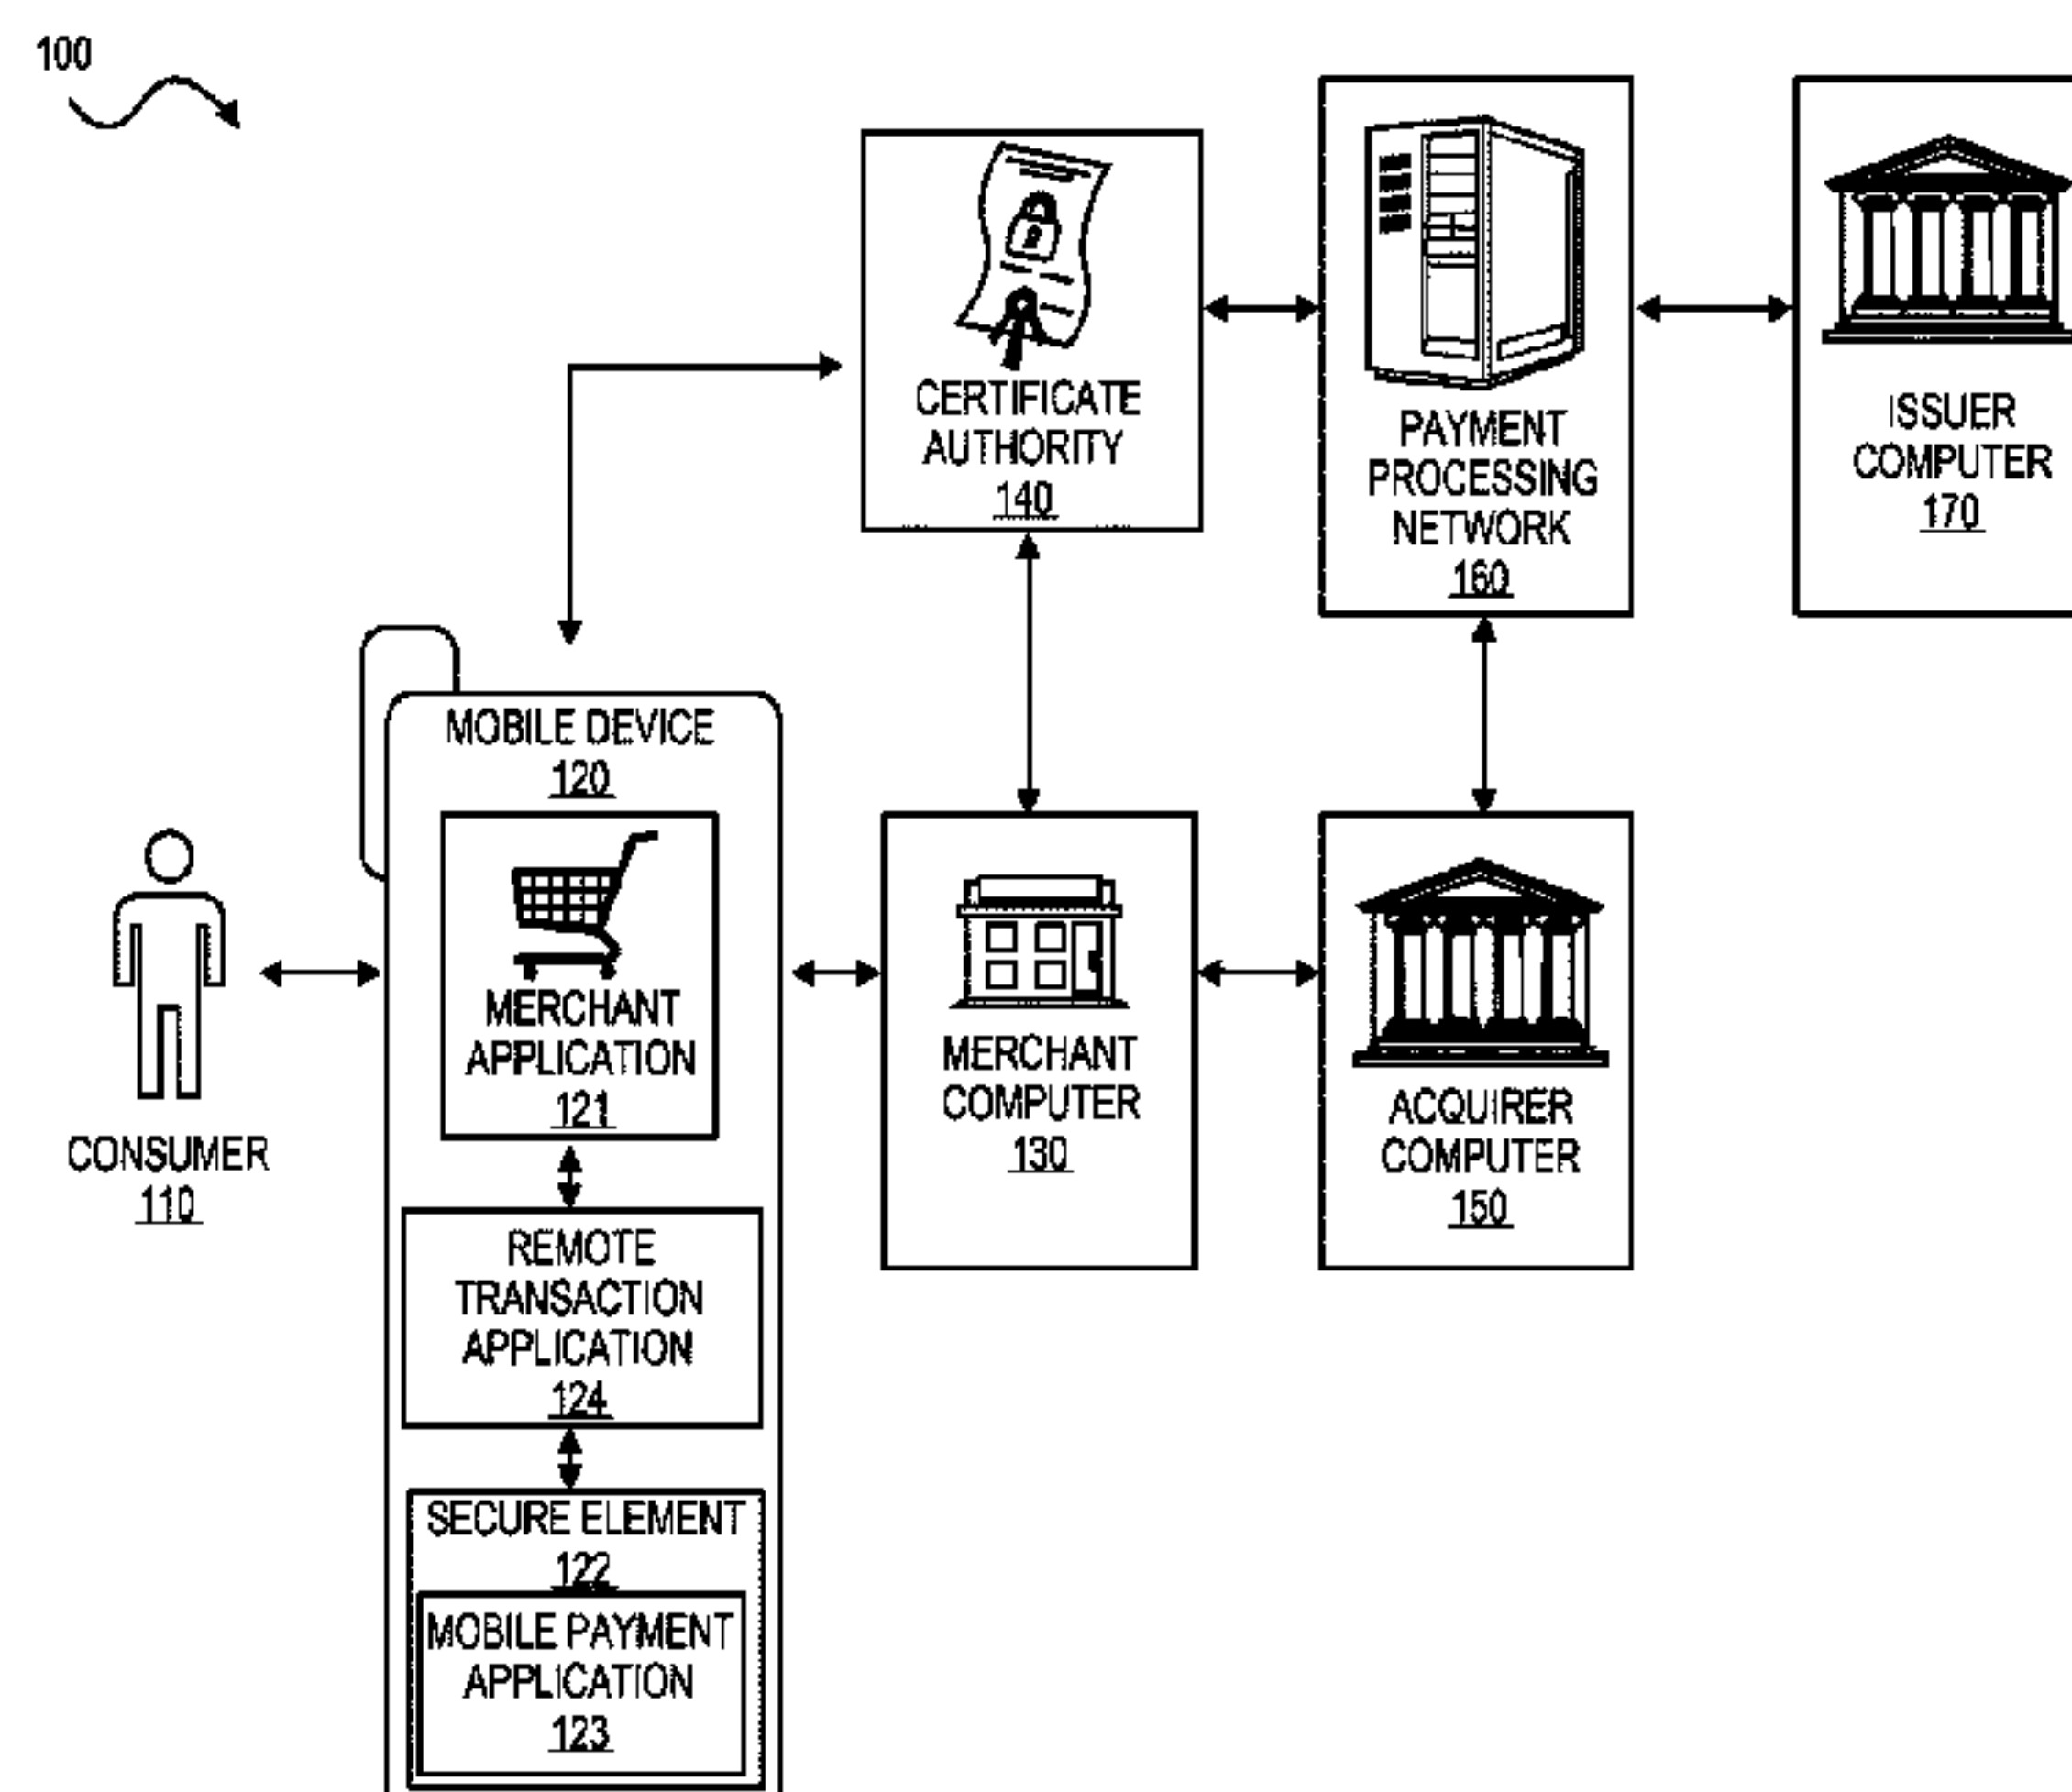 100
CERTIFICATE
AUTHORITY
140
PAYMENT
PROCESSING
NETWORK
160
ISSUER
COMPUTER
170
MOBILE DEVICE
120
MERCHANT
APPLICATION
121
CONSUMER
110
MERCHANT
COMPUTER
130
ACQUIRER
COMPUTER
150
REMOTE
TRANSACTION
APPLICATION
124
SECURE ELEMENT
122
MOBILE PAYMENT
APPLICATION
123